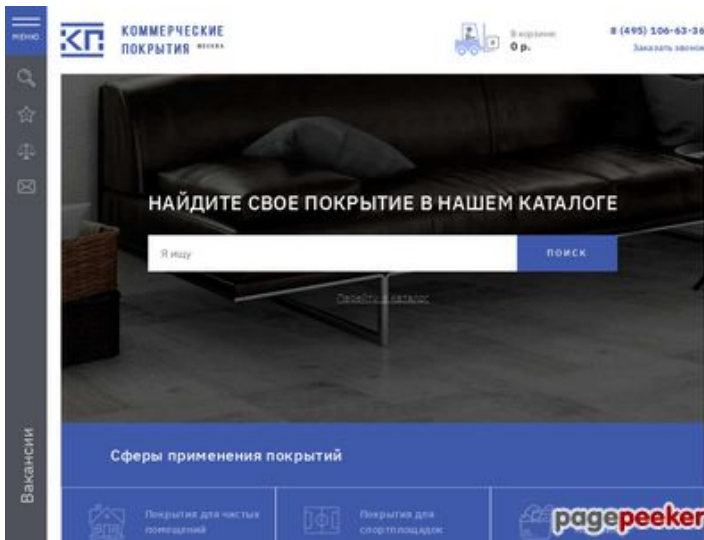 МЕНЮ
КОММЕРЧЕСКИЕ
ПОКРЫТИЯ МОСКВА
В корзине:
0 р.
8 (495) 106-63-36
Заказать звонок
НАЙДИТЕ СВОЕ ПОКРЫТИЕ В НАШЕМ КАТАЛОГЕ
Я ищу
ПОИСК
Перейти в каталог
Вакансии
Сферы применения покрытий
Покрытия для чистых
помещений
Покрытия для
спортплощадок
pagepeeker